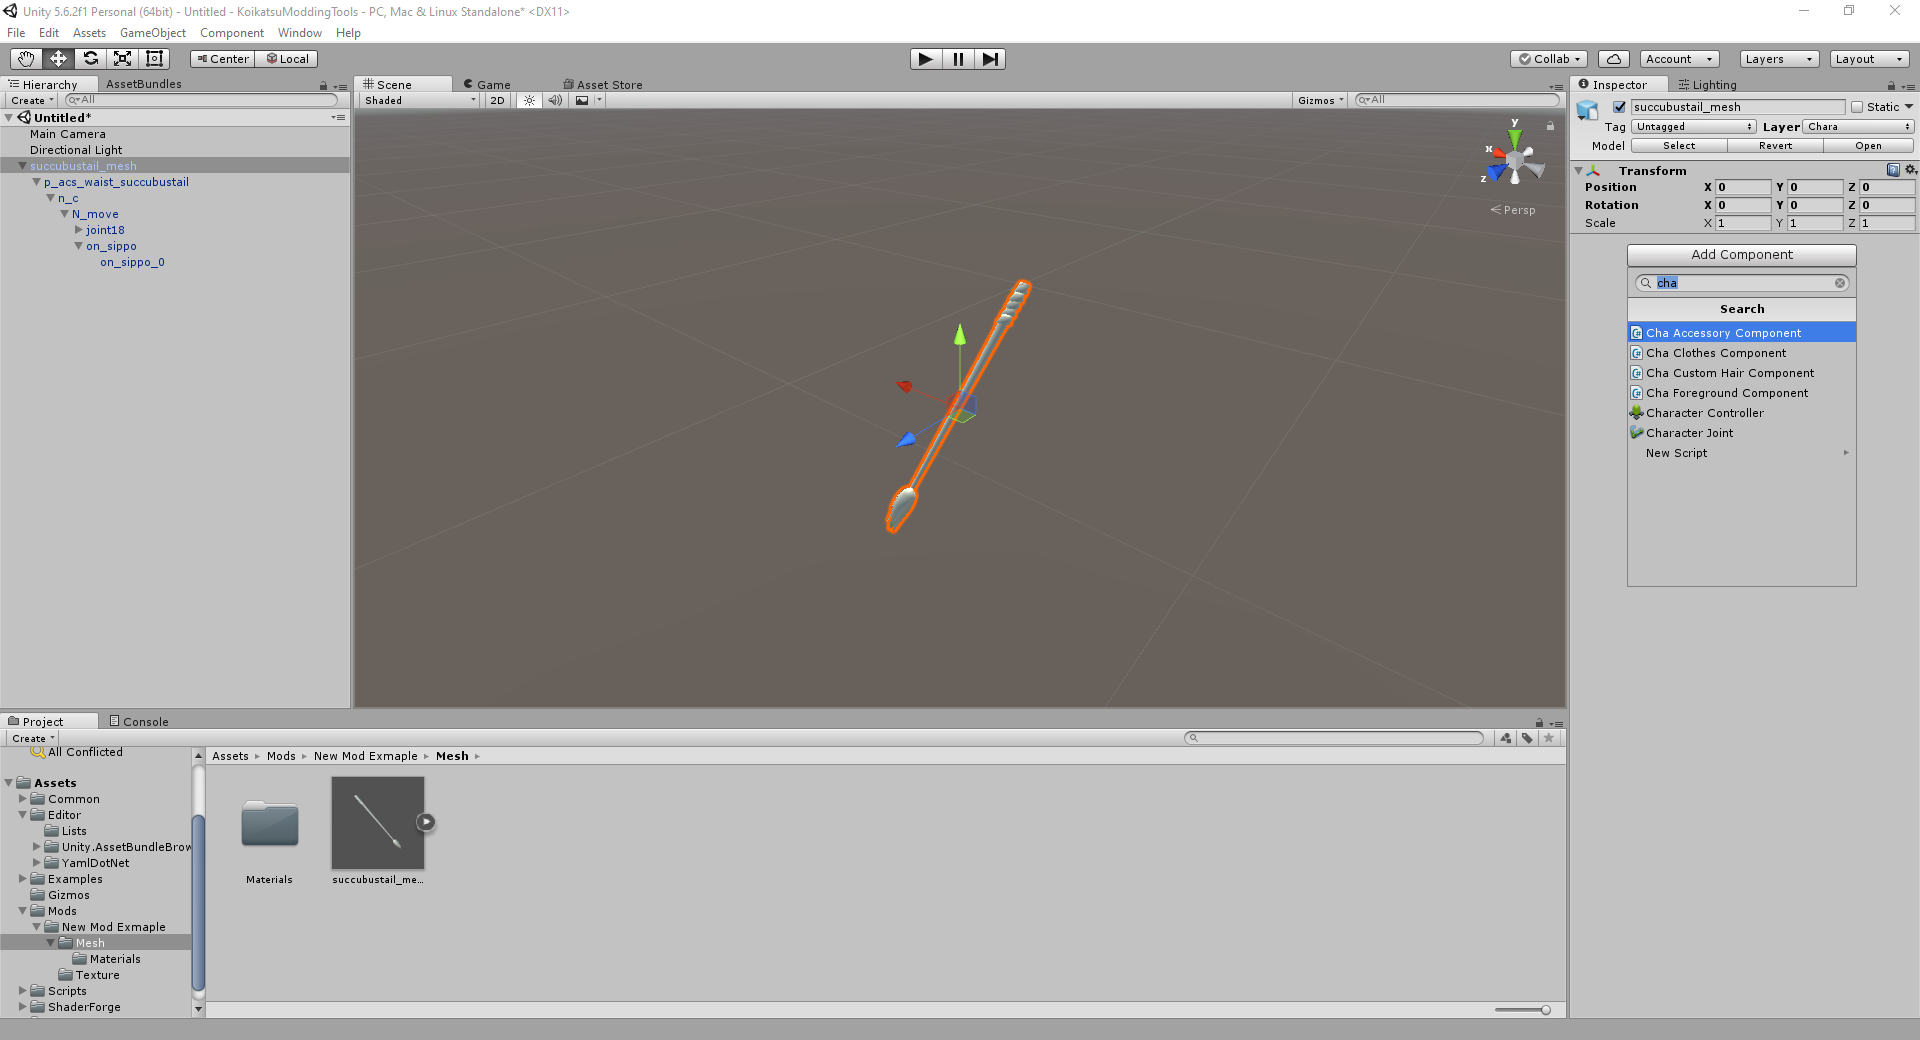 Unity 5.6.2f1 Personal (64bit) - Untitled - KoikatsuModdingTools - PC, Mac & Linux Standalone* <DX11>
File Edit Assets GameObject Component Window Help
Center Local
Collab Account Layers Layout
Hierarchy AssetBundles
Create All
Untitled*
Main Camera
Directional Light
succubustail_mesh
p_acs_waist_succubustail
n_c
N_move
joint18
on_sippo
on_sippo_0
Scene Game Asset Store
Shaded 2D Gizmos All
y
x
z
Persp
Inspector Lighting
succubustail_mesh Static
Tag Untagged Layer Chara
Model Select Revert Open
Transform
Position X 0 Y 0 Z 0
Rotation X 0 Y 0 Z 0
Scale X 1 Y 1 Z 1
Add Component
cha
Search
Cha Accessory Component
Cha Clothes Component
Cha Custom Hair Component
Cha Foreground Component
Character Controller
Character Joint
New Script
Project Console
Create
All Conflicted
Assets
Common
Editor
Lists
Unity.AssetBundleBrow
YamlDotNet
Examples
Gizmos
Mods
New Mod Exmaple
Mesh
Materials
Texture
Scripts
ShaderForge
Assets Mods New Mod Exmaple Mesh
Materials
succubustail_me...